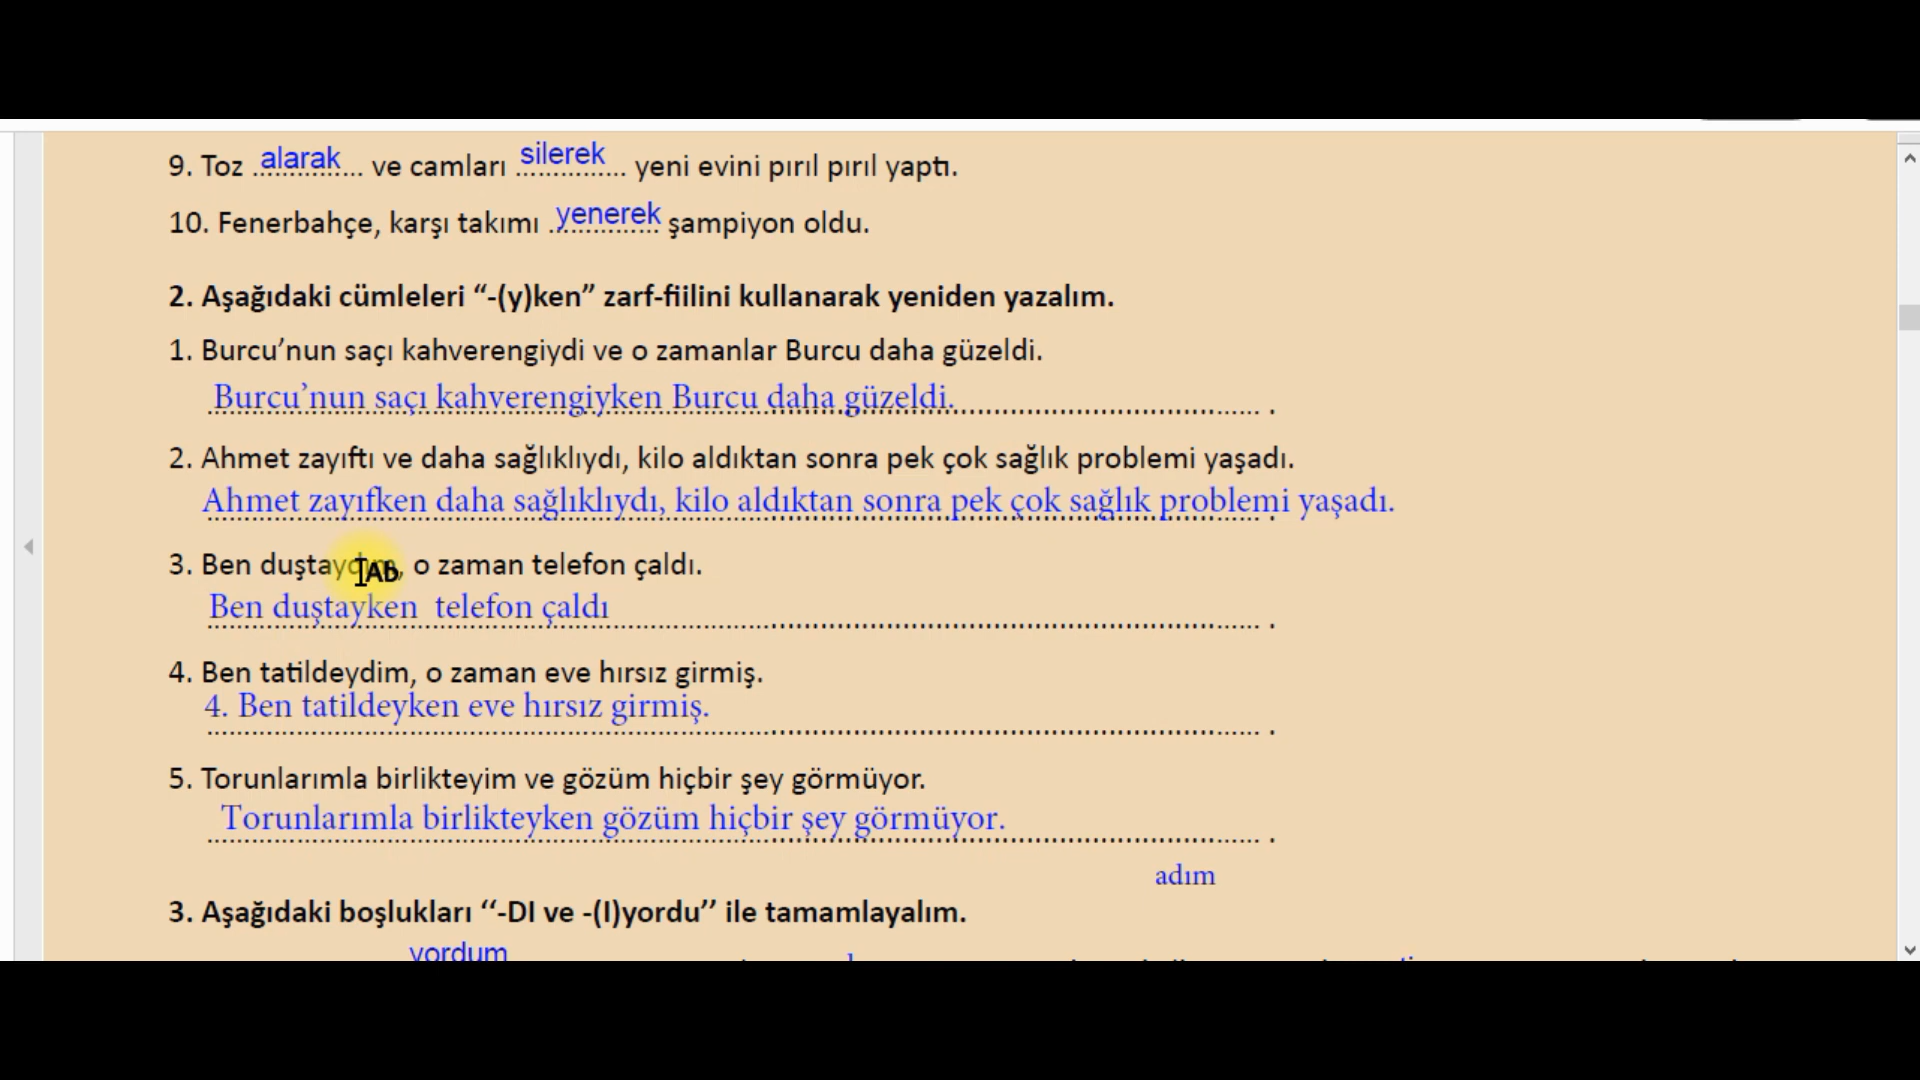 9. Toz alarak ve camları silerek yeni evini pırıl pırıl yaptı.
10. Fenerbahçe, karşı takımı yenerek şampiyon oldu.
2. Aşağıdaki cümleleri “-(y)ken” zarf-fiilini kullanarak yeniden yazalım.
1. Burcu’nun saçı kahverengiydi ve o zamanlar Burcu daha güzeldi.
Burcu’nun saçı kahverengiyken Burcu daha güzeldi.
2. Ahmet zayıftı ve daha sağlıklıydı, kilo aldıktan sonra pek çok sağlık problemi yaşadı.
Ahmet zayıfken daha sağlıklıydı, kilo aldıktan sonra pek çok sağlık problemi yaşadı.
3. Ben duştaydım, o zaman telefon çaldı.
Ben duştayken telefon çaldı
4. Ben tatildeydim, o zaman eve hırsız girmiş.
4. Ben tatildeyken eve hırsız girmiş.
5. Torunlarımla birlikteyim ve gözüm hiçbir şey görmüyor.
Torunlarımla birlikteyken gözüm hiçbir şey görmüyor.
adım
3. Aşağıdaki boşlukları ‘‘-DI ve -(I)yordu’’ ile tamamlayalım.
yordum